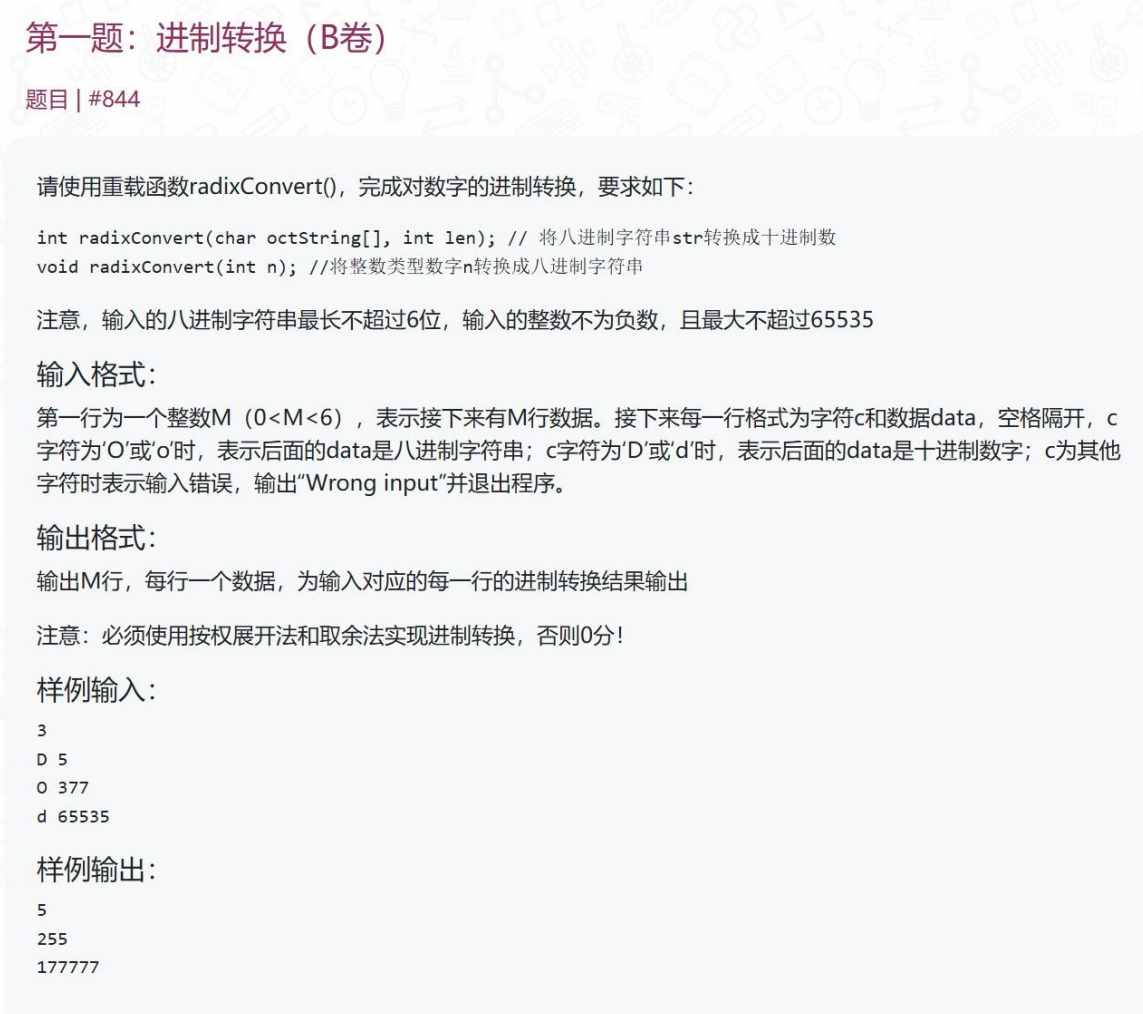 第一题：进制转换（B卷）
题目 | #844
请使用重载函数radixConvert()，完成对数字的进制转换，要求如下：
int radixConvert(char octString[], int len); // 将八进制字符串str转换成十进制数
void radixConvert(int n); //将整数类型数字n转换成八进制字符串
注意，输入的八进制字符串最长不超过6位，输入的整数不为负数，且最大不超过65535
输入格式：
第一行为一个整数M（0<M<6），表示接下来有M行数据。接下来每一行格式为字符c和数据data，空格隔开，c
字符为‘O’或‘o’时，表示后面的data是八进制字符串；c字符为‘D’或‘d’时，表示后面的data是十进制数字；c为其他
字符时表示输入错误，输出“Wrong input”并退出程序。
输出格式：
输出M行，每行一个数据，为输入对应的每一行的进制转换结果输出
注意：必须使用按权展开法和取余法实现进制转换，否则0分！
样例输入：
3
D 5
O 377
d 65535
样例输出：
5
255
177777